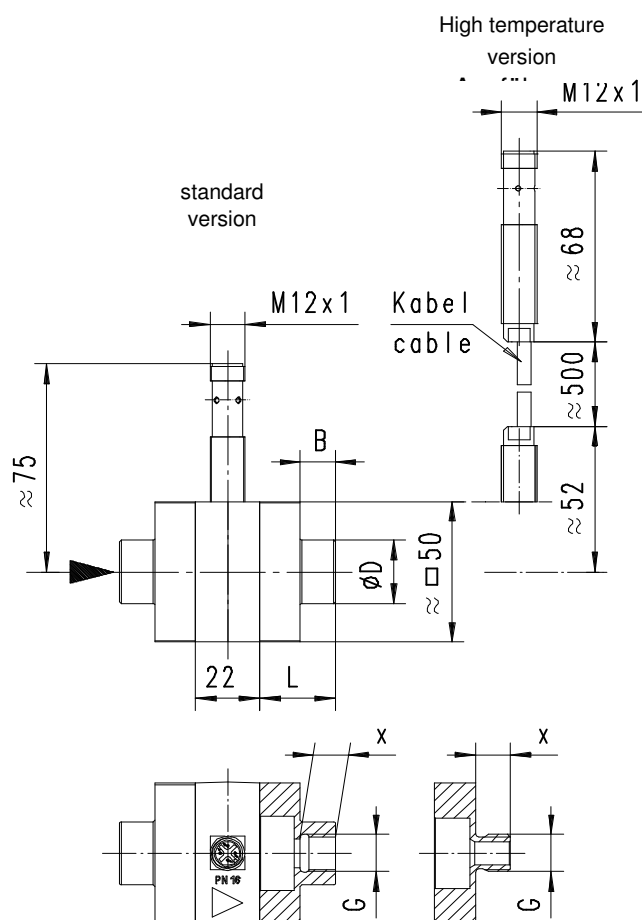 High temperature
version
M12x1
standard
version
≈ 68
M12x1
Kabel
cable
≈ 500
B
≈ 75
≈ 52
øD
≈ □ 50
22
L
x
x
PN 16
G
G